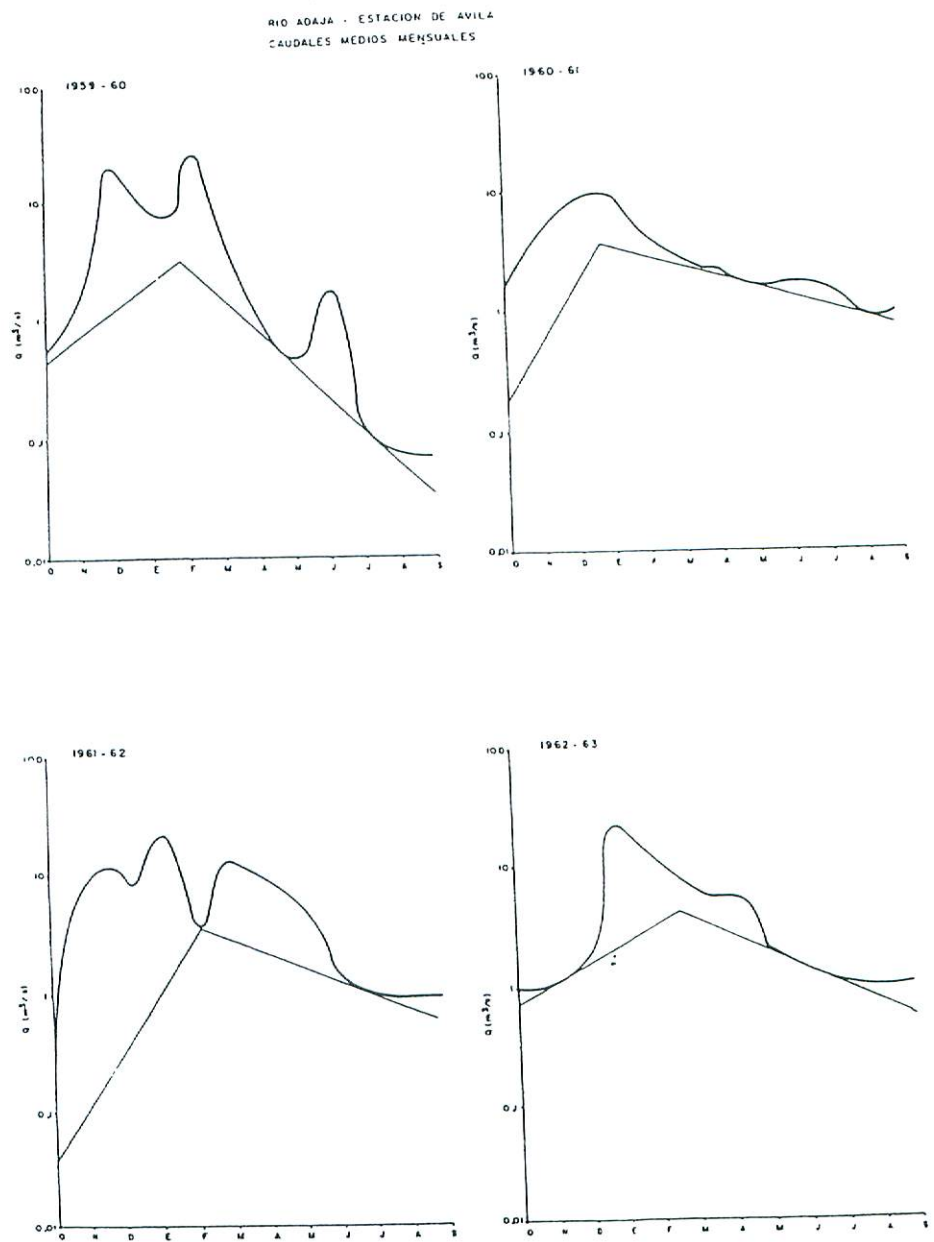 RIO ADAJA - ESTACION DE AVILA
CAUDALES MEDIOS MENSUALES
1959 - 60
100
10
1
0.1
0.01
Q (m³/s)
O N D E F M A M J J A S
1960 - 61
100
10
1
0.1
0.01
Q (m³/s)
O N D E F M A M J J A S
1961 - 62
100
10
1
0.1
0.01
Q (m³/s)
O N D E F M A M J J A S
1962 - 63
100
10
1
0.1
0.01
Q (m³/s)
O N D E F M A M J J A S